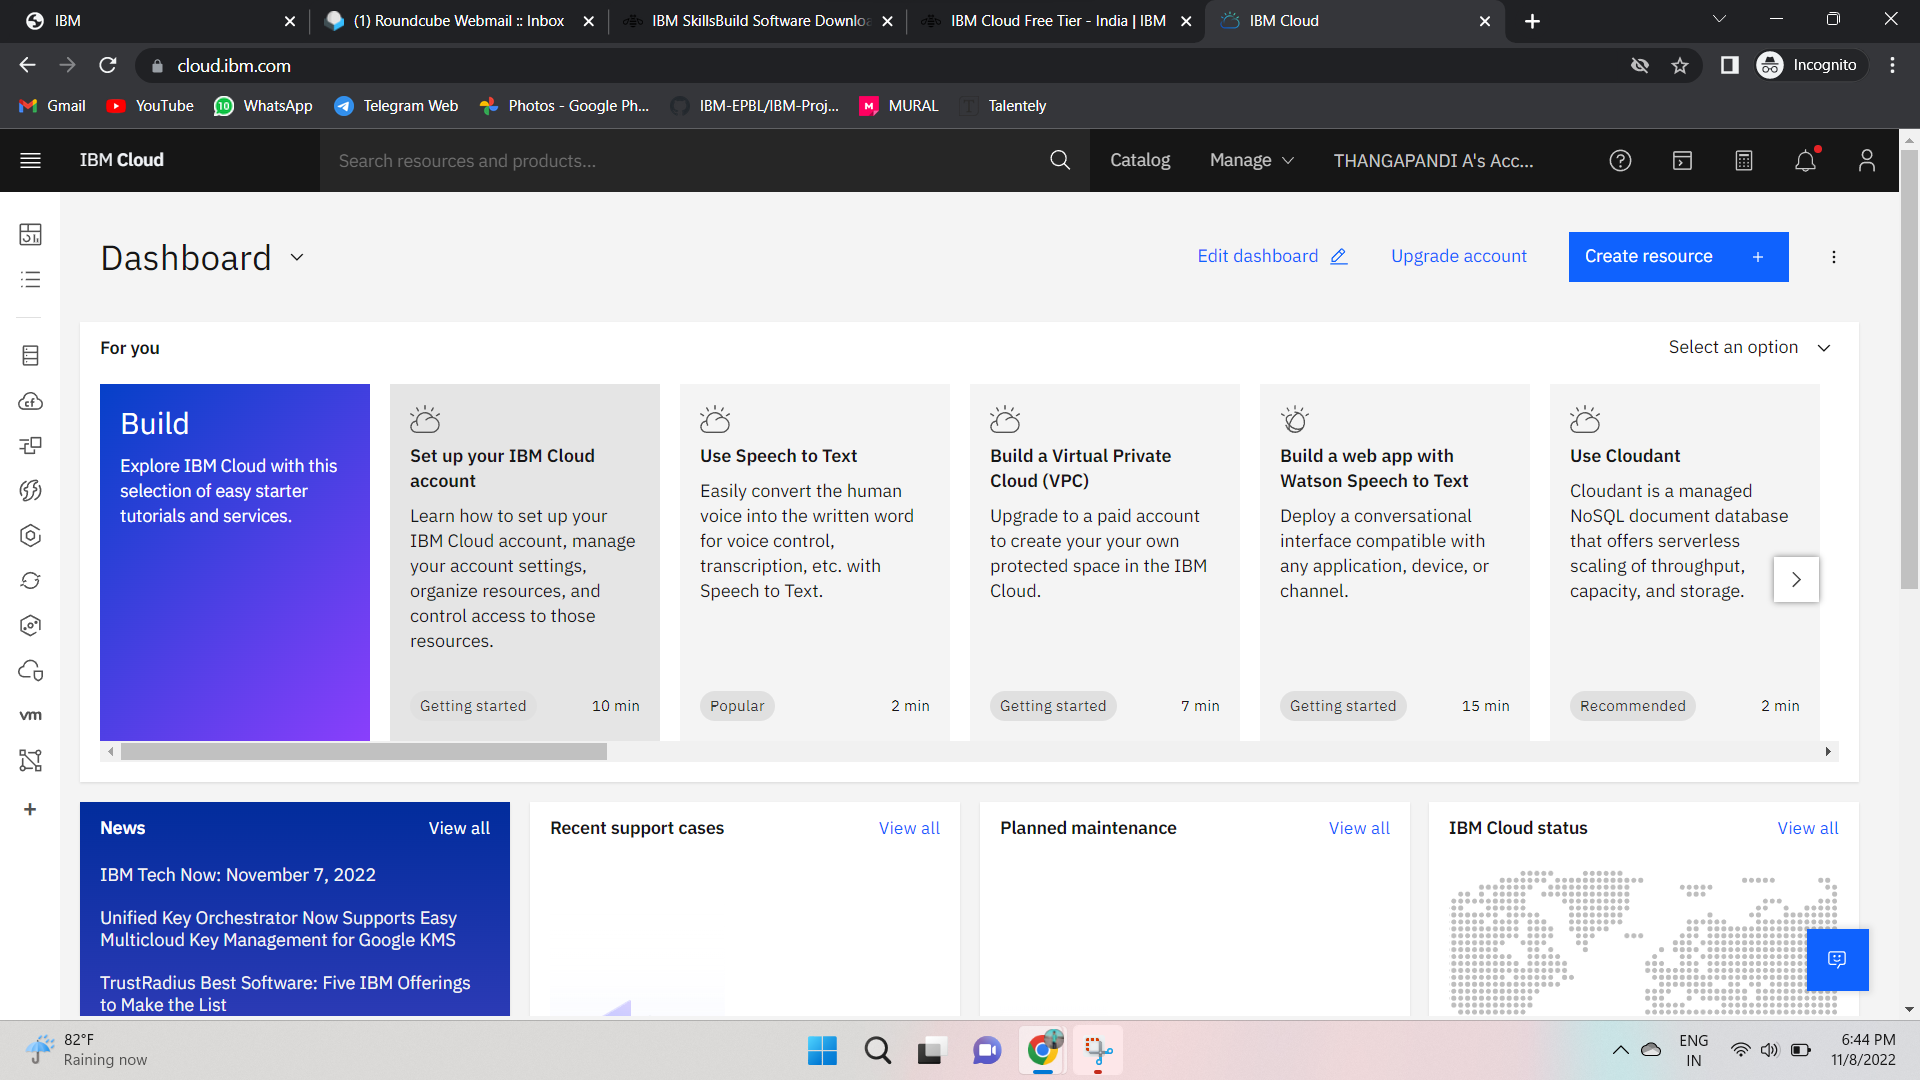 IBM
(1) Roundcube Webmail :: Inbox
IBM SkillsBuild Software Downlo
IBM Cloud Free Tier - India | IBM
IBM Cloud
cloud.ibm.com
Incognito
Gmail
YouTube
10
WhatsApp
Telegram Web
Photos - Google Ph...
IBM-EPBL/IBM-Proj...
M
MURAL
T
Talentely
IBM Cloud
Search resources and products...
Catalog
Manage
THANGAPANDI A's Acc...
Dashboard
Edit dashboard
Upgrade account
Create resource +
For you
Select an option
cf
vm
Build
Explore IBM Cloud with this
selection of easy starter
tutorials and services.
Set up your IBM Cloud
account
Learn how to set up your
IBM Cloud account, manage
your account settings,
organize resources, and
control access to those
resources.
Getting started
10 min
Use Speech to Text
Easily convert the human
voice into the written word
for voice control,
transcription, etc. with
Speech to Text.
Popular
2 min
Build a Virtual Private
Cloud (VPC)
Upgrade to a paid account
to create your your own
protected space in the IBM
Cloud.
Getting started
7 min
Build a web app with
Watson Speech to Text
Deploy a conversational
interface compatible with
any application, device, or
channel.
Getting started
15 min
Use Cloudant
Cloudant is a managed
NoSQL document database
that offers serverless
scaling of throughput,
capacity, and storage.
Recommended
2 min
News
View all
IBM Tech Now: November 7, 2022
Unified Key Orchestrator Now Supports Easy
Multicloud Key Management for Google KMS
TrustRadius Best Software: Five IBM Offerings
to Make the List
Recent support cases
View all
Planned maintenance
View all
IBM Cloud status
View all
82°F
Raining now
ENG
IN
6:44 PM
11/8/2022